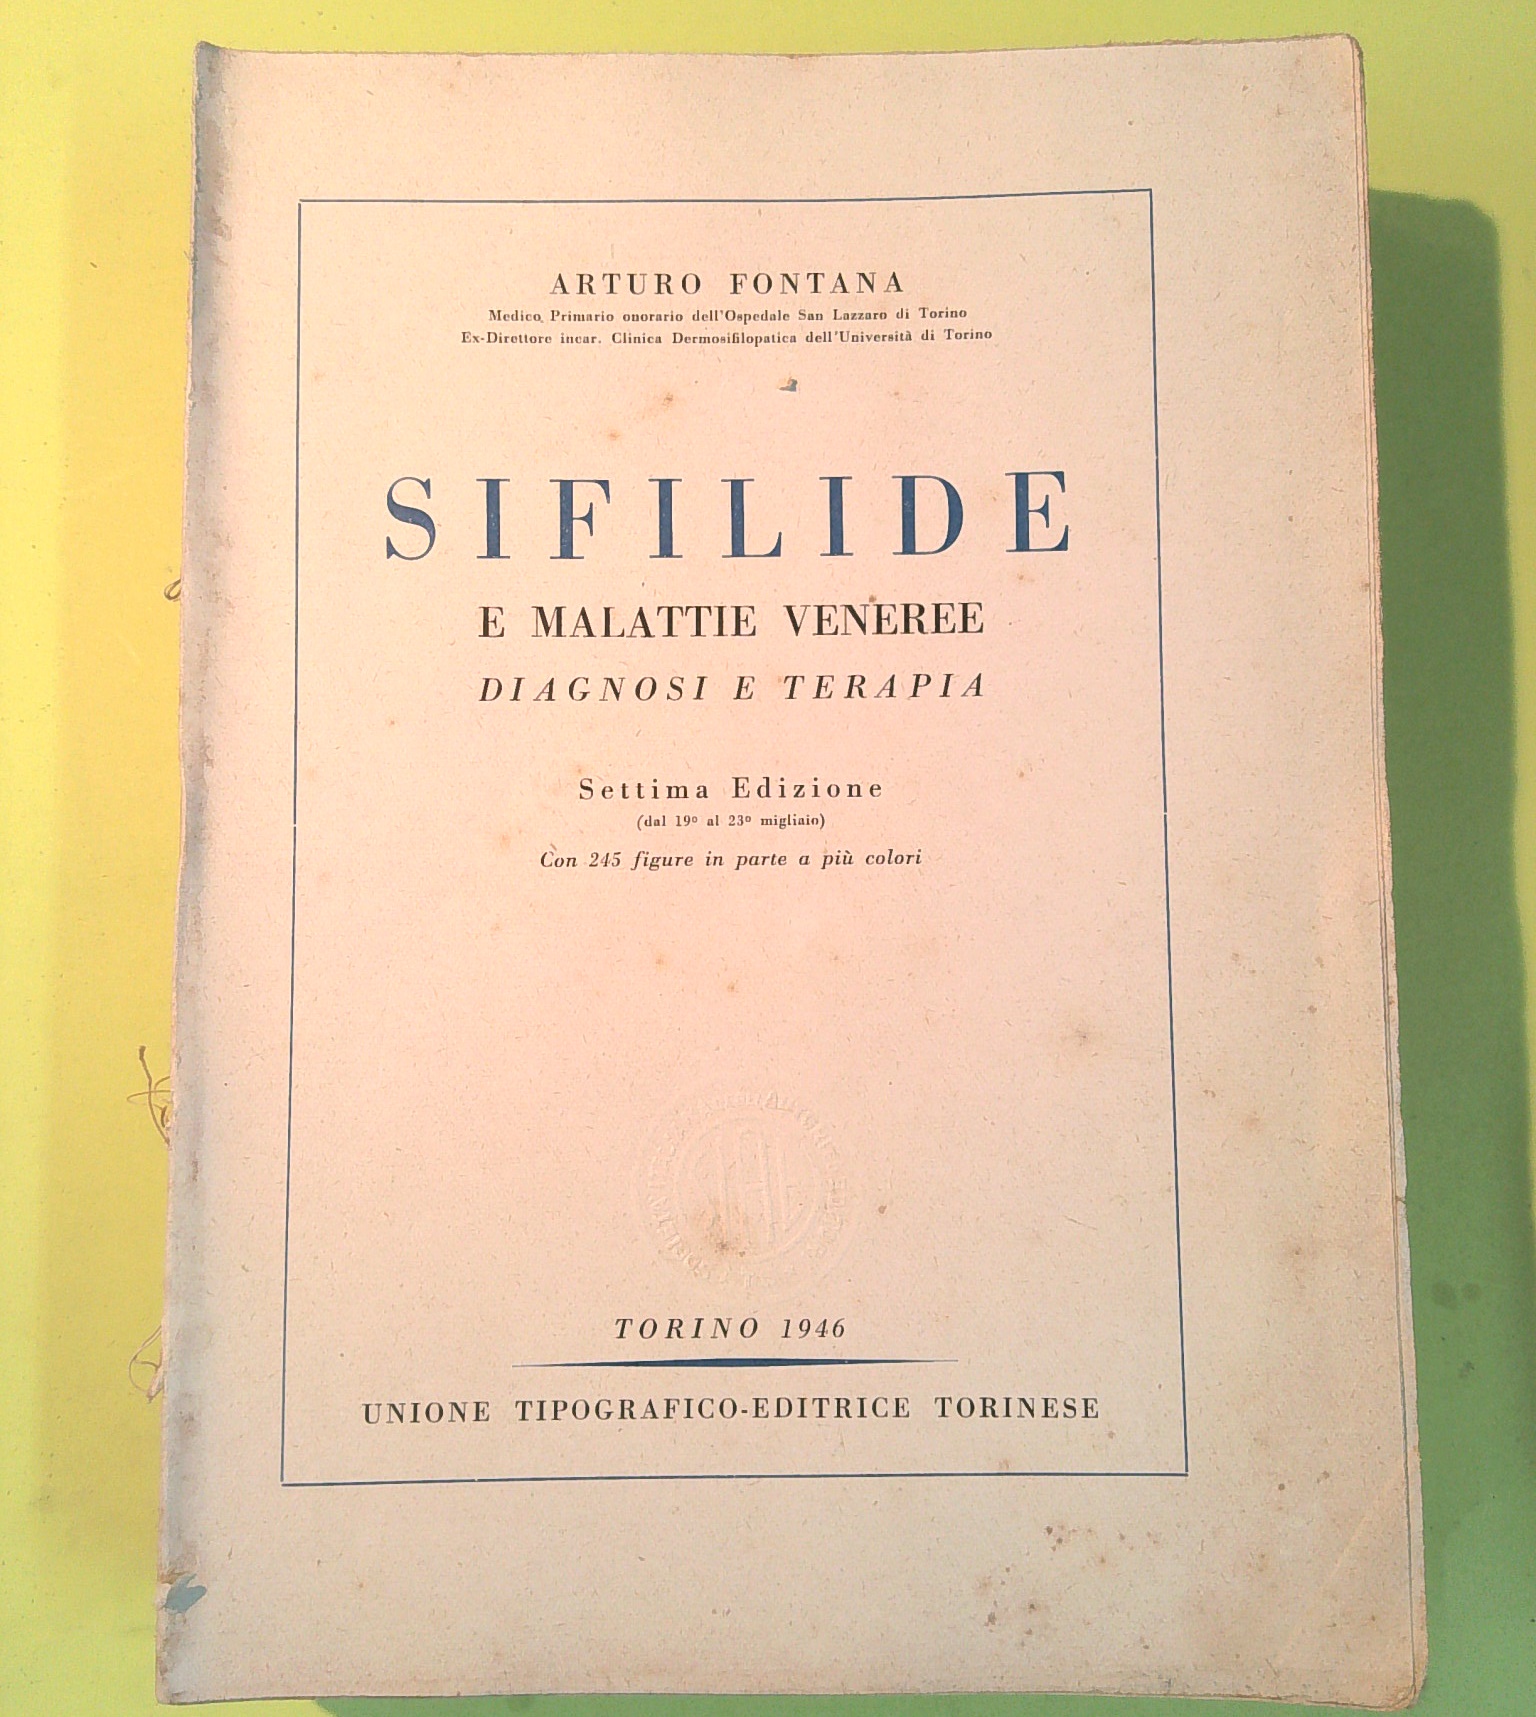 ARTURO FONTANA
Medico Primario onorario dell'Ospedale San Lazzaro di Torino
Ex-Direttore incar. Clinica Dermosifilopatica dell'Università di Torino
SIFILIDE
E MALATTIE VENEREE
DIAGNOSI E TERAPIA
Settima Edizione
(dal 19º al 23º migliaio)
Con 245 figure in parte a più colori
TORINO 1946
UNIONE TIPOGRAFICO-EDITRICE TORINESE